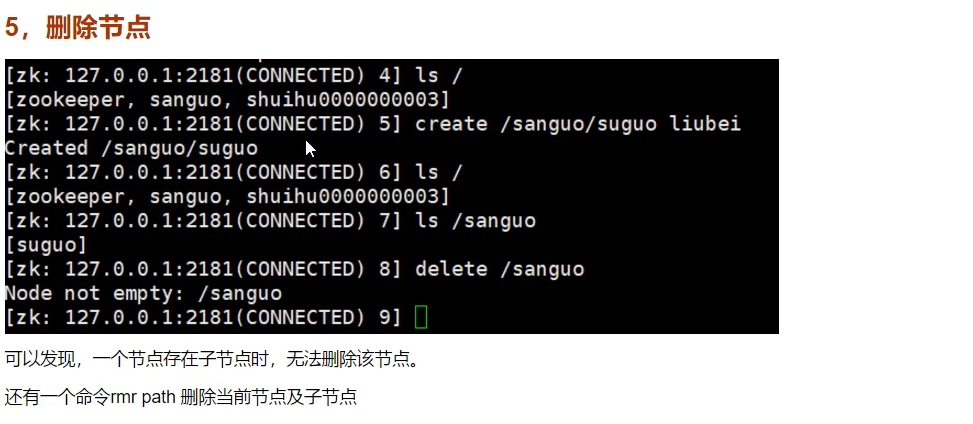 5，删除节点
[zk: 127.0.0.1:2181(CONNECTED) 4] ls /
[zookeeper, sanguo, shuihu0000000003]
[zk: 127.0.0.1:2181(CONNECTED) 5] create /sanguo/suguo liubei
Created /sanguo/suguo
[zk: 127.0.0.1:2181(CONNECTED) 6] ls /
[zookeeper, sanguo, shuihu0000000003]
[zk: 127.0.0.1:2181(CONNECTED) 7] ls /sanguo
[suguo]
[zk: 127.0.0.1:2181(CONNECTED) 8] delete /sanguo
Node not empty: /sanguo
[zk: 127.0.0.1:2181(CONNECTED) 9]
可以发现，一个节点存在子节点时，无法删除该节点。
还有一个命令rmr path 删除当前节点及子节点